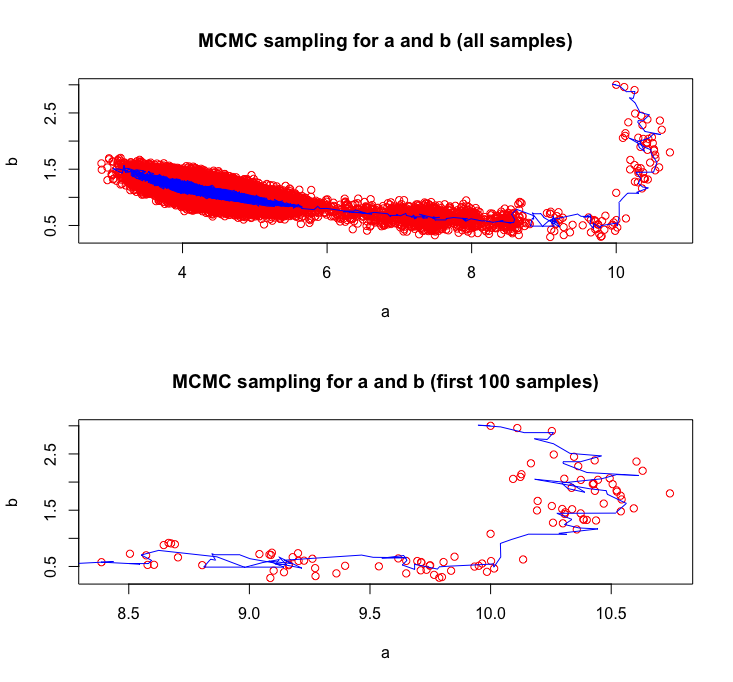 MCMC sampling for a and b (all samples)
b
0.5 1.5 2.5
4 6 8 10
a
MCMC sampling for a and b (first 100 samples)
b
0.5 1.5 2.5
8.5 9.0 9.5 10.0 10.5
a